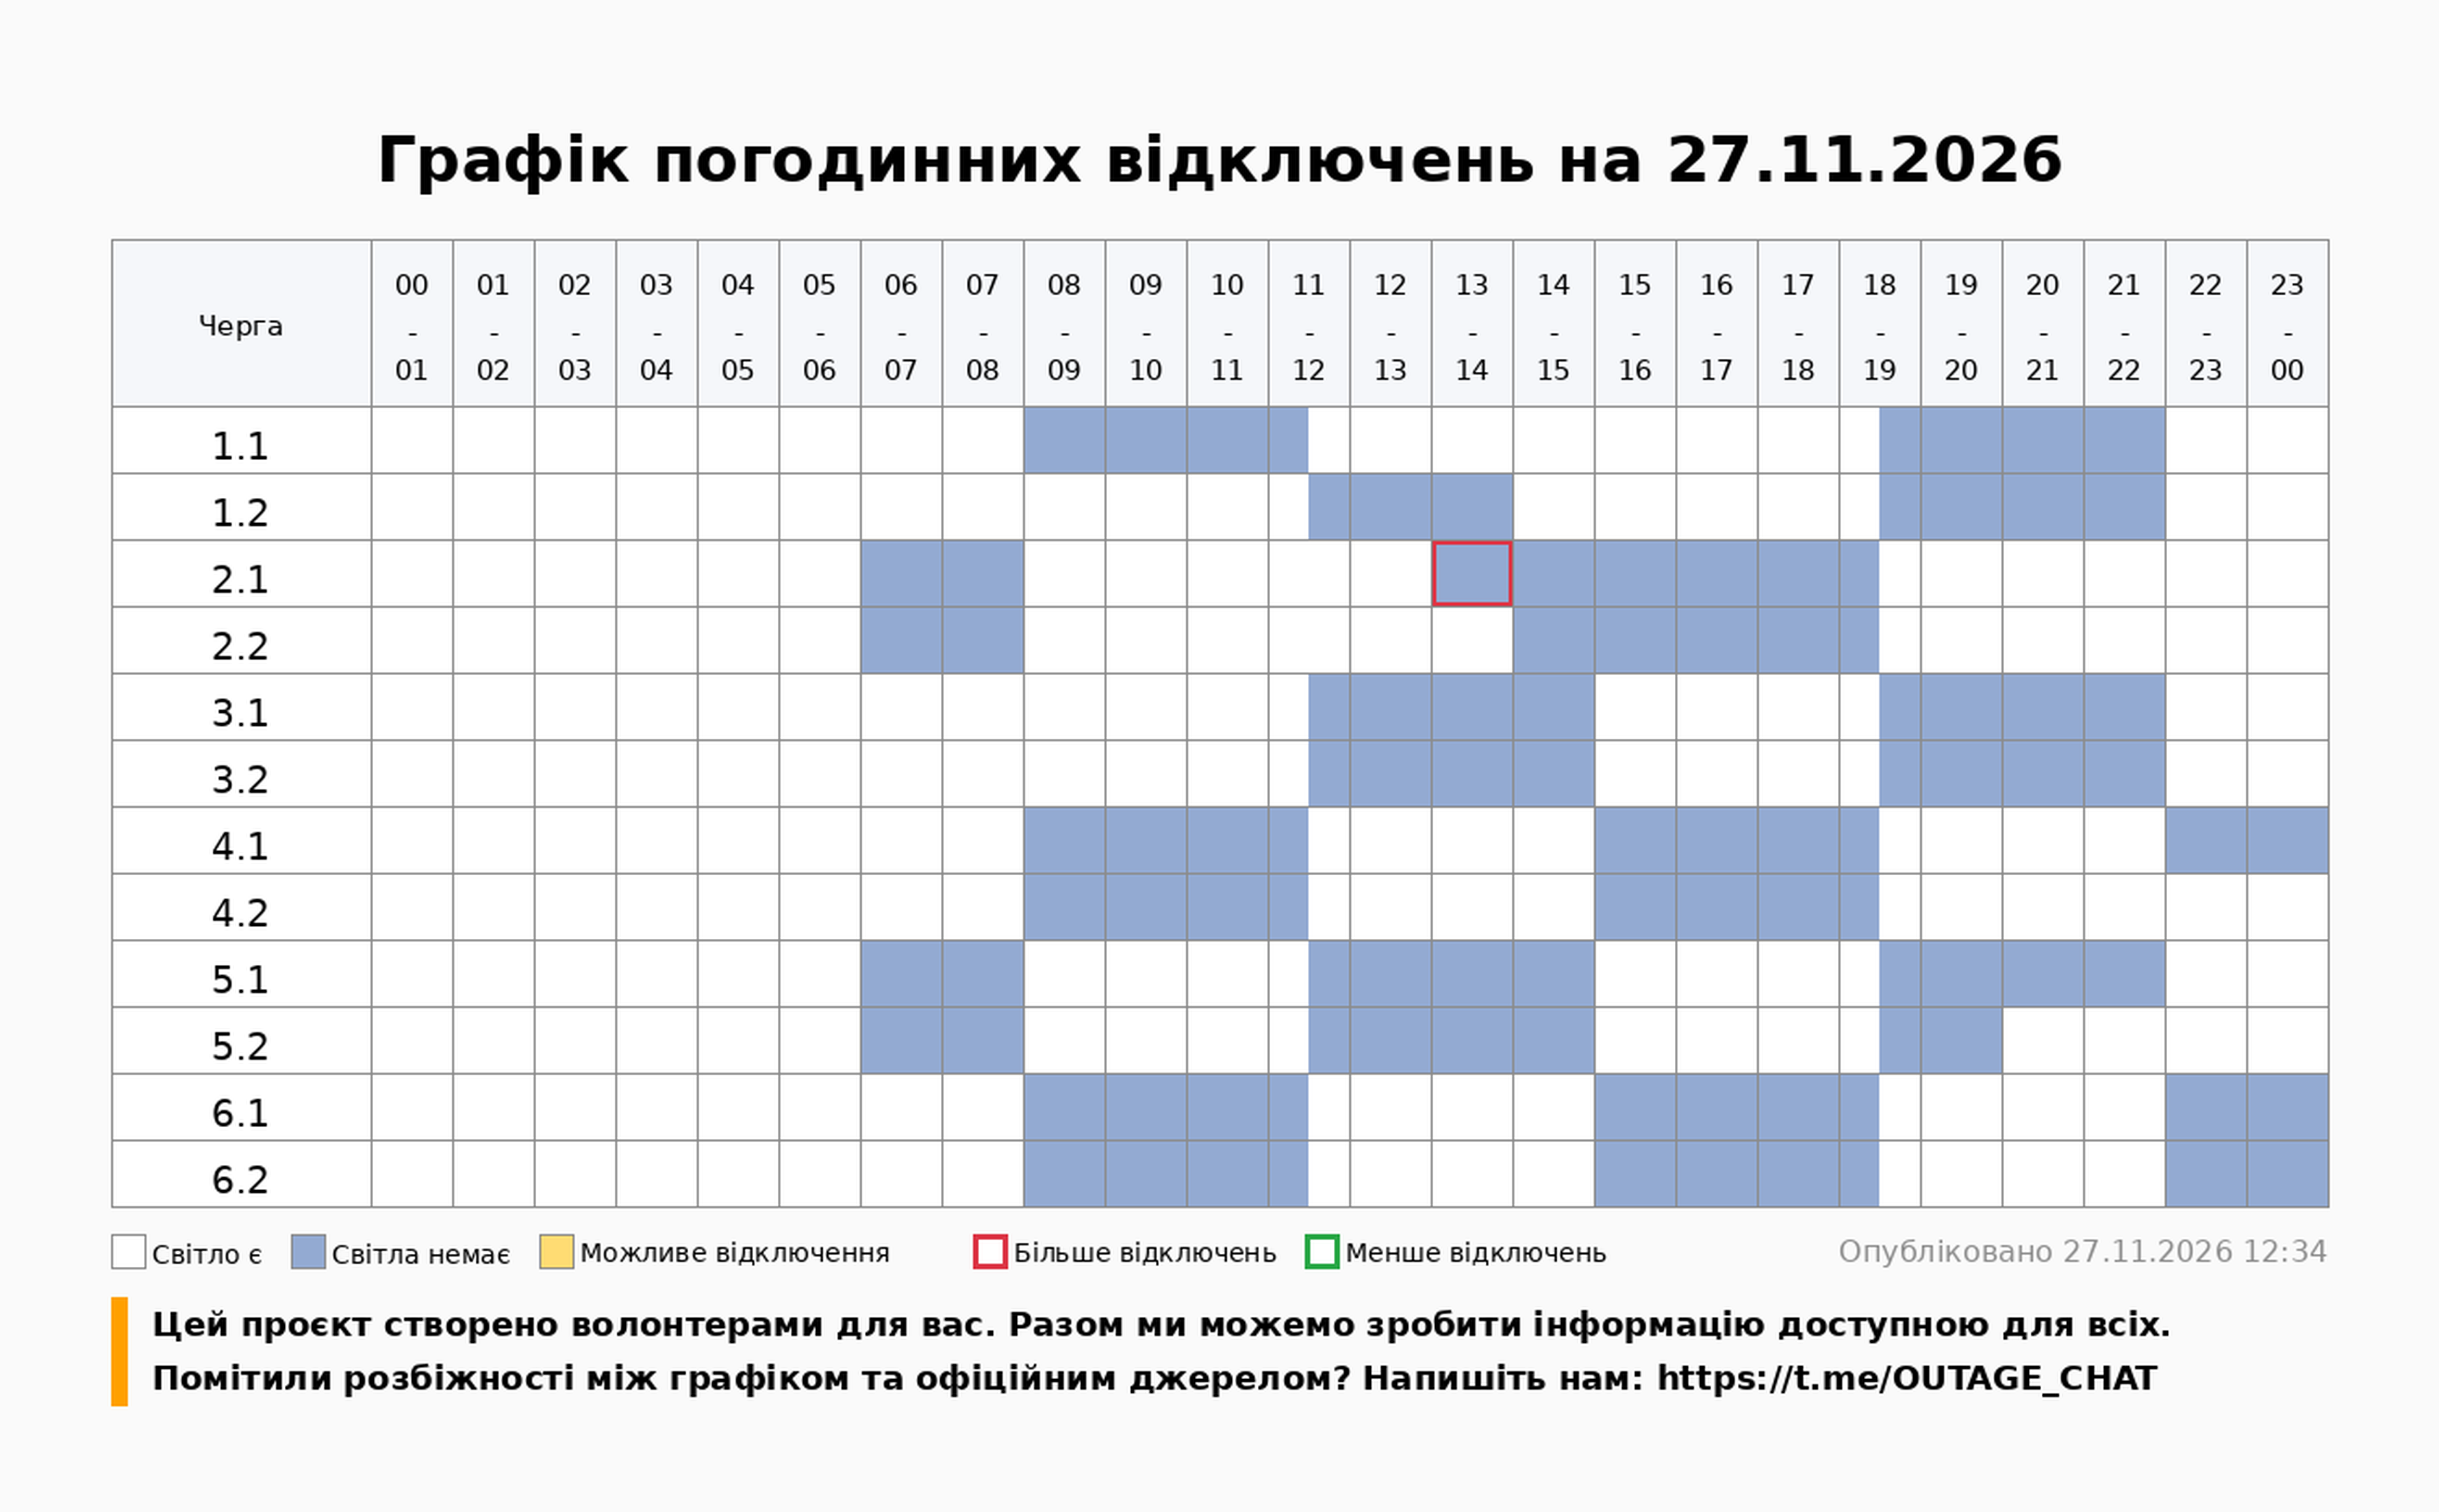 Графік погодинних відключень на 27.11.2026
Черга 00 - 01 01 - 02 02 - 03 03 - 04 04 - 05 05 - 06 06 - 07 07 - 08 08 - 09 09 - 10 10 - 11 11 - 12 12 - 13 13 - 14 14 - 15 15 - 16 16 - 17 17 - 18 18 - 19 19 - 20 20 - 21 21 - 22 22 - 23 23 - 00
1.1
1.2
2.1
2.2
3.1
3.2
4.1
4.2
5.1
5.2
6.1
6.2
Світло є Світла немає Можливе відключення Більше відключень Менше відключень Опубліковано 27.11.2026 12:34
Цей проєкт створено волонтерами для вас. Разом ми можемо зробити інформацію доступною для всіх.
Помітили розбіжності між графіком та офіційним джерелом? Напишіть нам: https://t.me/OUTAGE_CHAT